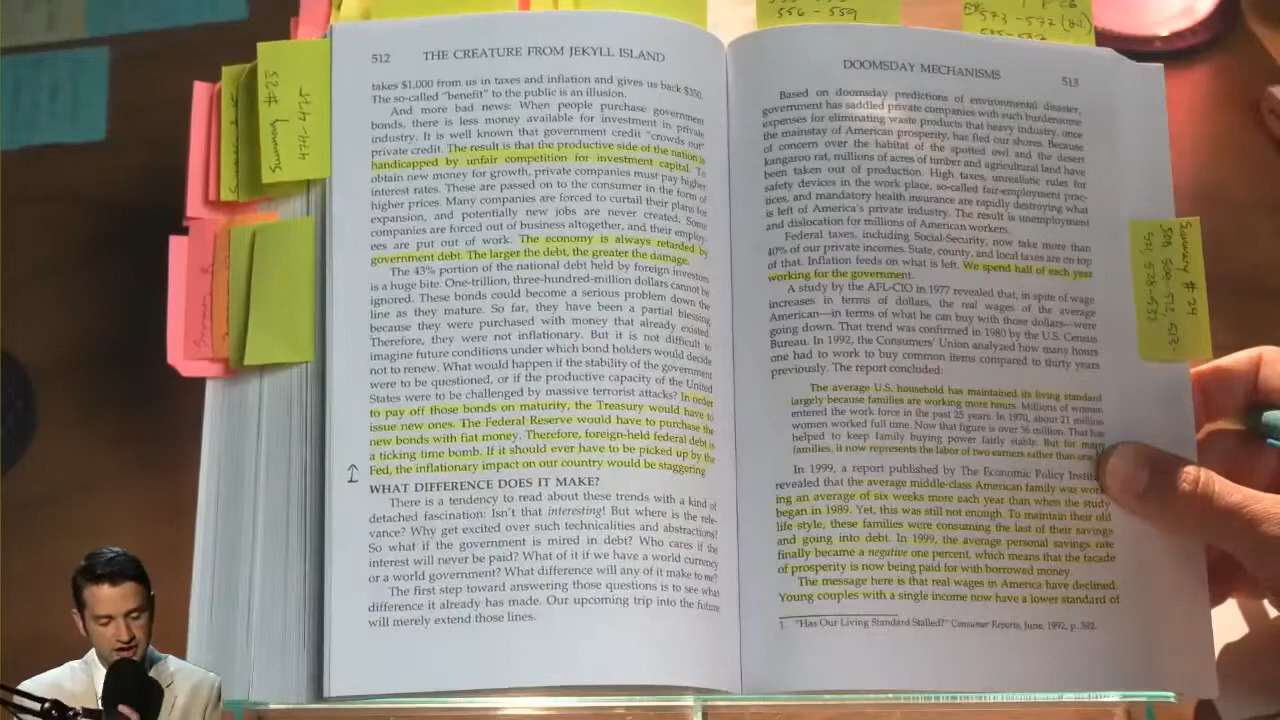 556 - 559
573 - 577 (
512 THE CREATURE FROM JEKYLL ISLAND
takes $1,000 from us in taxes and inflation and gives us back $350.
The so-called "benefit" to the public is an illusion.
And more bad news: When people purchase government
bonds, there is less money available for investment in private
industry. It is well known that government credit "crowds out"
private credit. The result is that the productive side of the nation is
handicapped by unfair competition for investment capital. To
obtain new money for growth, private companies must pay higher
interest rates. These are passed on to the consumer in the form of
higher prices. Many companies are forced to curtail their plans for
expansion, and potentially new jobs are never created. Some
companies are forced out of business altogether, and their employ-
ees are put out of work. The economy is always retarded by
government debt. The larger the debt, the greater the damage.
The 43% portion of the national debt held by foreign investors
is a huge bite. One-trillion, three-hundred-million dollars cannot be
ignored. These bonds could become a serious problem down the
line as they mature. So far, they have been a partial blessing
because they were purchased with money that already existed.
Therefore, they were not inflationary. But it is not difficult to
imagine future conditions under which bond holders would decide
not to renew. What would happen if the stability of the government
were to be questioned, or if the productive capacity of the United
States were to be challenged by massive terrorist attacks? In order
to pay off those bonds on maturity, the Treasury would have to
issue new ones. The Federal Reserve would have to purchase the
new bonds with fiat money. Therefore, foreign-held federal debt is
a ticking time bomb. If it should ever have to be picked up by the
Fed, the inflationary impact on our country would be staggering.
WHAT DIFFERENCE DOES IT MAKE?
There is a tendency to read about these trends with a kind of
detached fascination: Isn't that interesting! But where is the rele-
vance? Why get excited over such technicalities and abstractions?
So what if the government is mired in debt? Who cares if the
interest will never be paid? What of it if we have a world currency
or a world government? What difference will any of it make to me?
The first step toward answering those questions is to see what
difference it already has made. Our upcoming trip into the future
will merely extend those lines.
DOOMSDAY MECHANISMS 513
Based on doomsday predictions of environmental disaster,
government has saddled private companies with such burdensome
expenses for eliminating waste products that heavy industry, once
the mainstay of American prosperity, has fled our shores. Because
of concern over the habitat of the spotted owl and the desert
kangaroo rat, millions of acres of timber and agricultural land have
been taken out of production. High taxes, unrealistic rules for
safety devices in the work place, so-called fair-employment prac-
tices, and mandatory health insurance are rapidly destroying what
is left of America's private industry. The result is unemployment
and dislocation for millions of American workers.
Federal taxes, including Social-Security, now take more than
40% of our private incomes. State, county, and local taxes are on top
of that. Inflation feeds on what is left. We spend half of each year
working for the government.
A study by the AFL-CIO in 1977 revealed that, in spite of wage
increases in terms of dollars, the real wages of the average
American—in terms of what he can buy with those dollars—were
going down. That trend was confirmed in 1980 by the U.S. Census
Bureau. In 1992, the Consumers' Union analyzed how many hours
one had to work to buy common items compared to thirty years
previously. The report concluded:
The average U.S. household has maintained its living standard
largely because families are working more hours. Millions of women
entered the work force in the past 25 years. In 1970, about 21 million
women worked full time. Now that figure is over 36 million. That has
helped to keep family buying power fairly stable. But for many
families, it now represents the labor of two earners rather than one.
In 1999, a report published by The Economic Policy Institute
revealed that the average middle-class American family was work-
ing an average of six weeks more each year than when the study
began in 1989. Yet, this was still not enough. To maintain their old
life style, these families were consuming the last of their savings
and going into debt. In 1999, the average personal savings rate
finally became a negative one percent, which means that the facade
of prosperity is now being paid for with borrowed money.
The message here is that real wages in America have declined.
Young couples with a single income now have a lower standard of
1. "Has Our Living Standard Stalled?" Consumer Reports, June, 1992, p. 392.
Summary #23
474-475
Summary #24
508, 509-512, 513-
521, 528-532